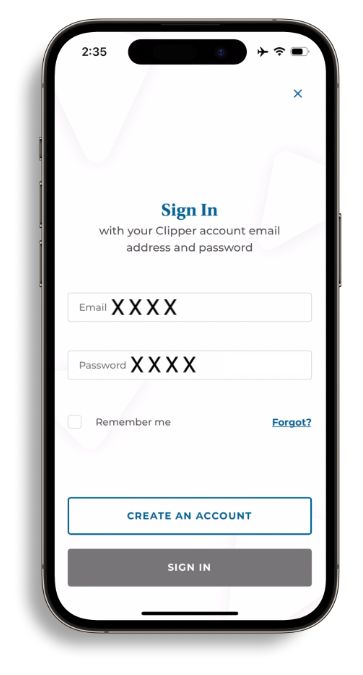 2:35
Sign In
with your Clipper account email
address and password
Email XXXX
Password XXXX
Remember me Forgot?
CREATE AN ACCOUNT
SIGN IN